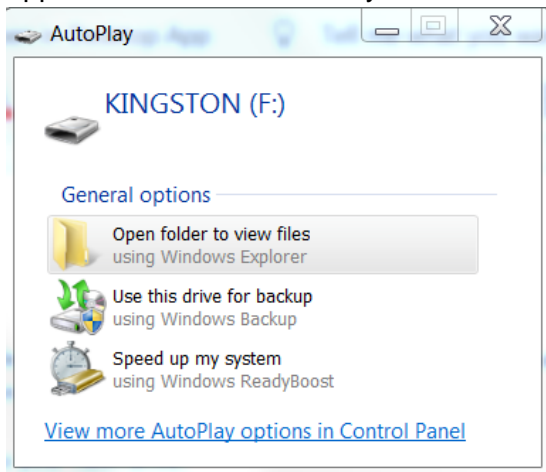 AutoPlay
KINGSTON (F:)
General options
Open folder to view files
using Windows Explorer
Use this drive for backup
using Windows Backup
Speed up my system
using Windows ReadyBoost
View more AutoPlay options in Control Panel